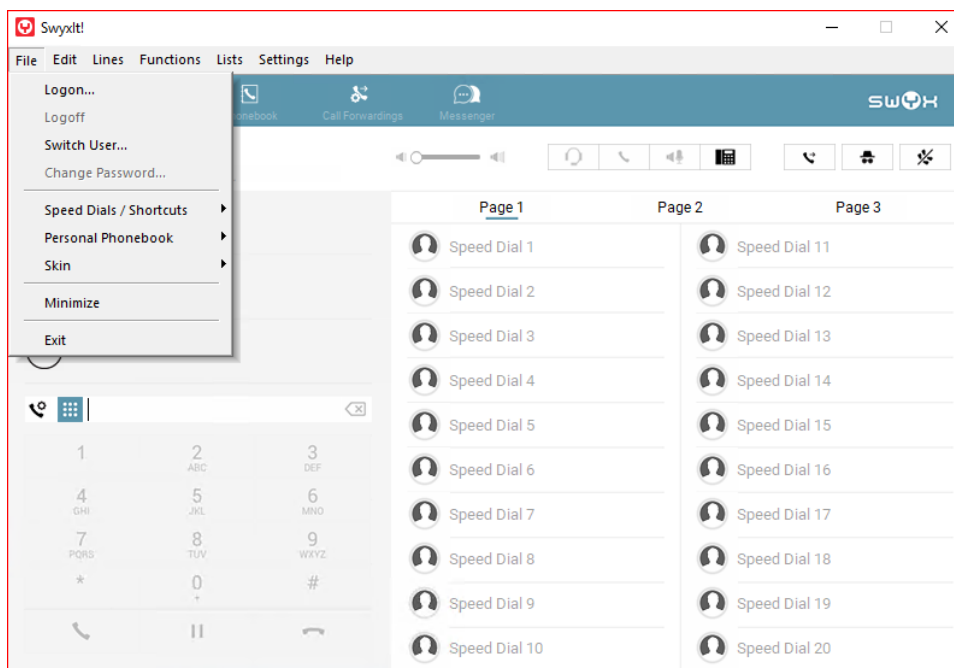 SwyxIt!
File Edit Lines Functions Lists Settings Help
Logon...
Logoff
Switch User...
Change Password...
Speed Dials / Shortcuts
Personal Phonebook
Skin
Minimize
Exit
onebook Call Forwardings Messenger
swyx
Page 1 Page 2 Page 3
Speed Dial 1 Speed Dial 11
Speed Dial 2 Speed Dial 12
Speed Dial 3 Speed Dial 13
Speed Dial 4 Speed Dial 14
Speed Dial 5 Speed Dial 15
Speed Dial 6 Speed Dial 16
Speed Dial 7 Speed Dial 17
Speed Dial 8 Speed Dial 18
Speed Dial 9 Speed Dial 19
Speed Dial 10 Speed Dial 20
1 2 3
ABC DEF
4 5 6
GHI JKL MNO
7 8 9
PQRS TUV WXYZ
* 0 #
+